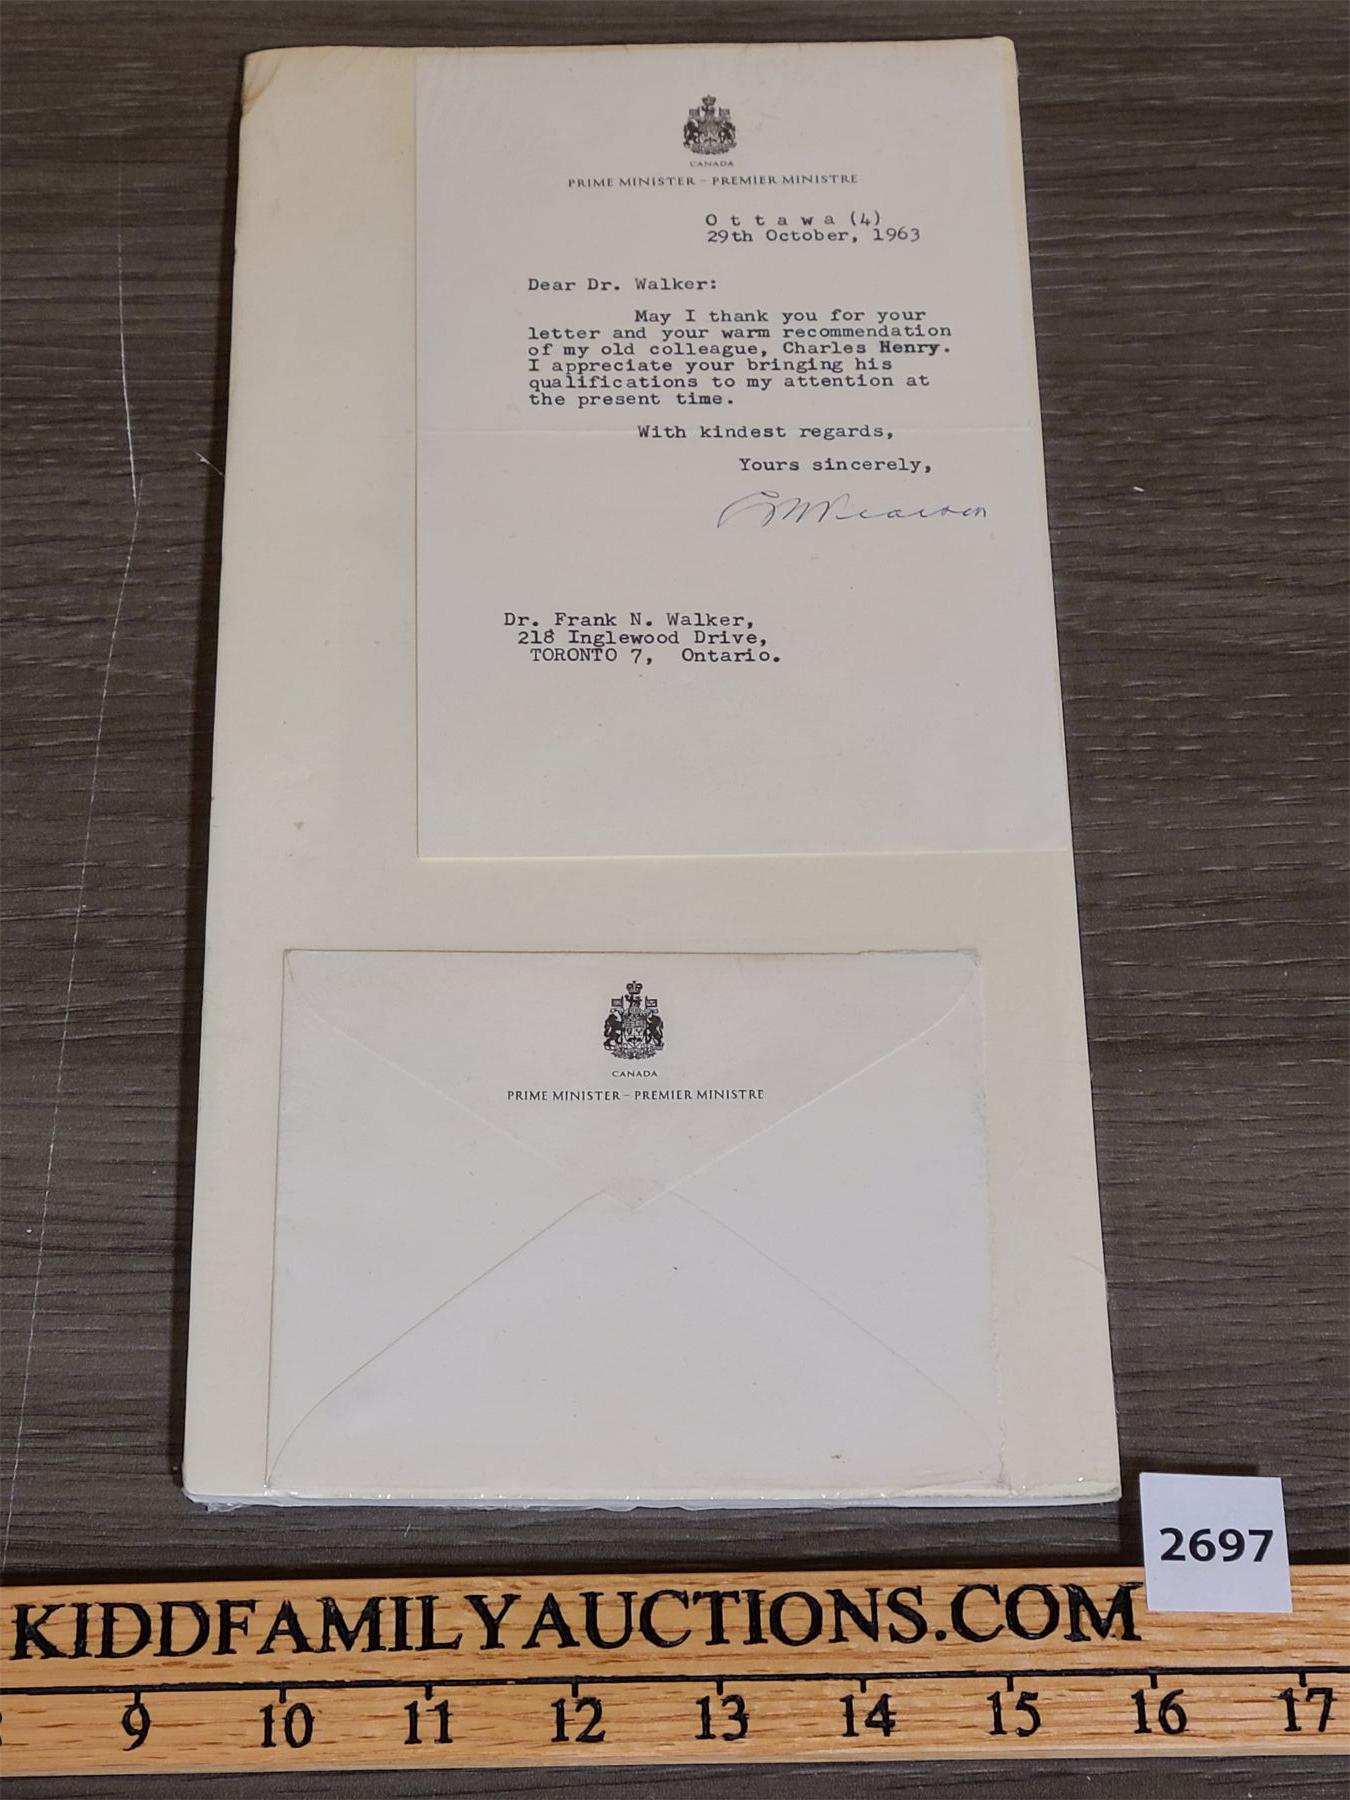 CANADA
PRIME MINISTER – PREMIER MINISTRE
O t t a w a (4)
29th October, 1963
Dear Dr. Walker:
May I thank you for your
letter and your warm recommendation
of my old colleague, Charles Henry.
I appreciate your bringing his
qualifications to my attention at
the present time.
With kindest regards,
Yours sincerely,
L B Pearson
Dr. Frank N. Walker,
218 Inglewood Drive,
TORONTO 7, Ontario.
CANADA
PRIME MINISTER – PREMIER MINISTRE
2697
KIDDFAMILYAUCTIONS.COM
9 10 11 12 13 14 15 16 17